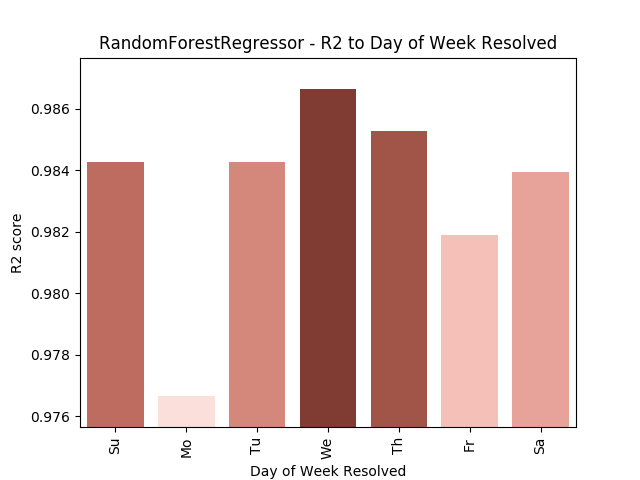 RandomForestRegressor - R2 to Day of Week Resolved
0.986
0.984
0.982
0.980
0.978
0.976
R2 score
Su
Mo
Tu
We
Th
Fr
Sa
Day of Week Resolved